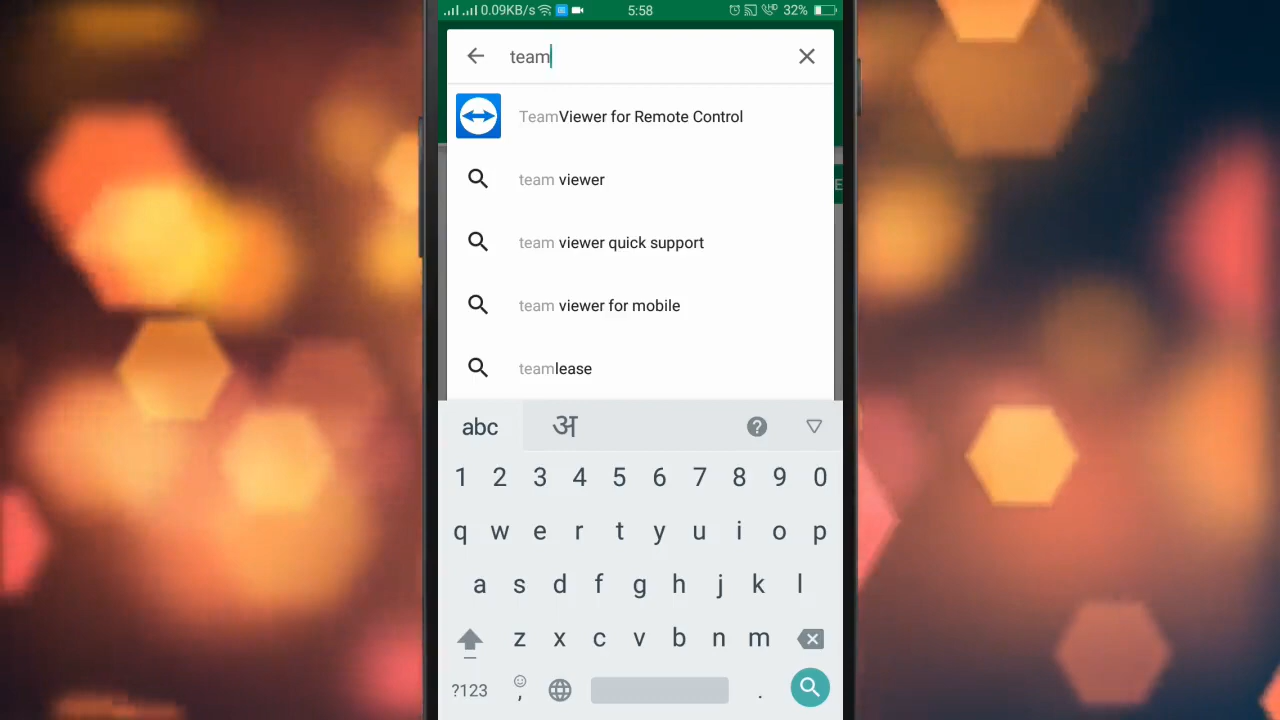 0.09KB/s 5:58 HD 32%
team
TeamViewer for Remote Control
E
team viewer
team viewer quick support
team viewer for mobile
teamlease
abc अ
1 2 3 4 5 6 7 8 9 0
q w e r t y u i o p
a s d f g h j k l
z x c v b n m
?123 , .